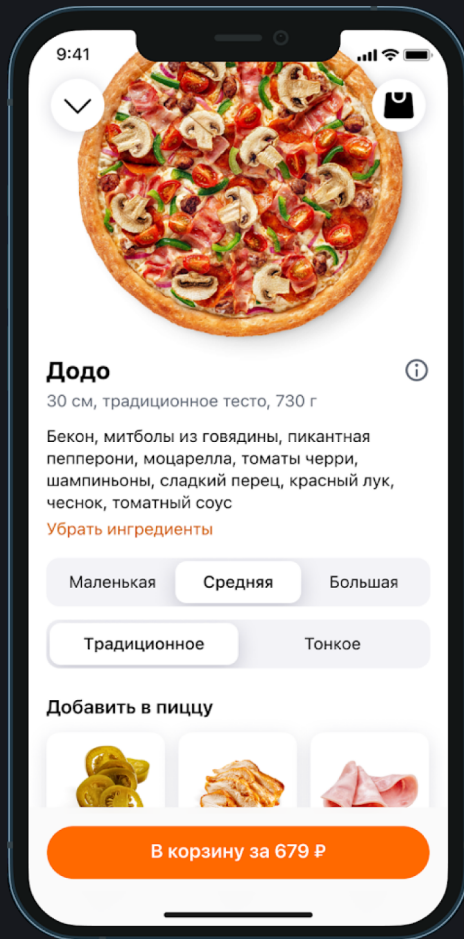 9:41
Додо
30 см, традиционное тесто, 730 г
Бекон, митболы из говядины, пикантная
пепперони, моцарелла, томаты черри,
шампиньоны, сладкий перец, красный лук,
чеснок, томатный соус
Убрать ингредиенты
Маленькая Средняя Большая
Традиционное Тонкое
Добавить в пиццу
В корзину за 679 ₽